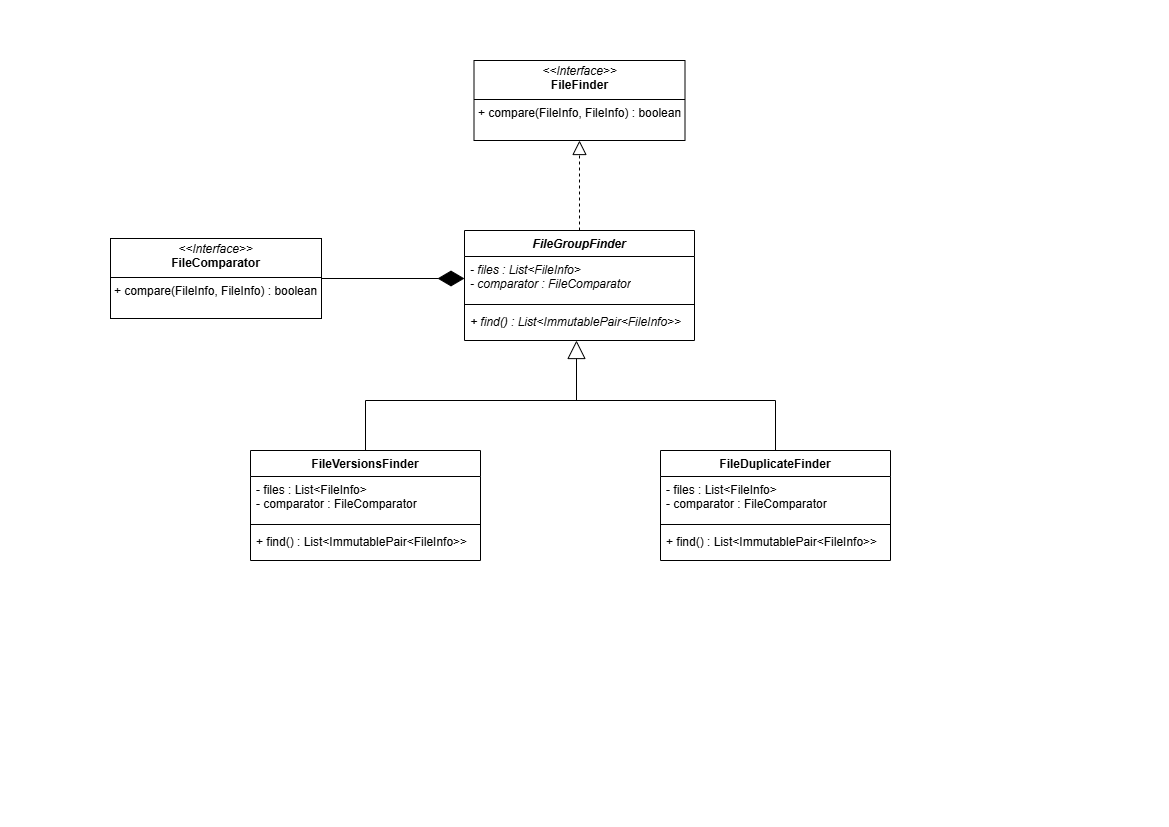 <<Interface>>
FileFinder
+ compare(FileInfo, FileInfo) : boolean
<<Interface>>
FileComparator
+ compare(FileInfo, FileInfo) : boolean
FileGroupFinder
- files : List<FileInfo>
- comparator : FileComparator
+ find() : List<ImmutablePair<FileInfo>>
FileVersionsFinder
- files : List<FileInfo>
- comparator : FileComparator
+ find() : List<ImmutablePair<FileInfo>>
FileDuplicateFinder
- files : List<FileInfo>
- comparator : FileComparator
+ find() : List<ImmutablePair<FileInfo>>